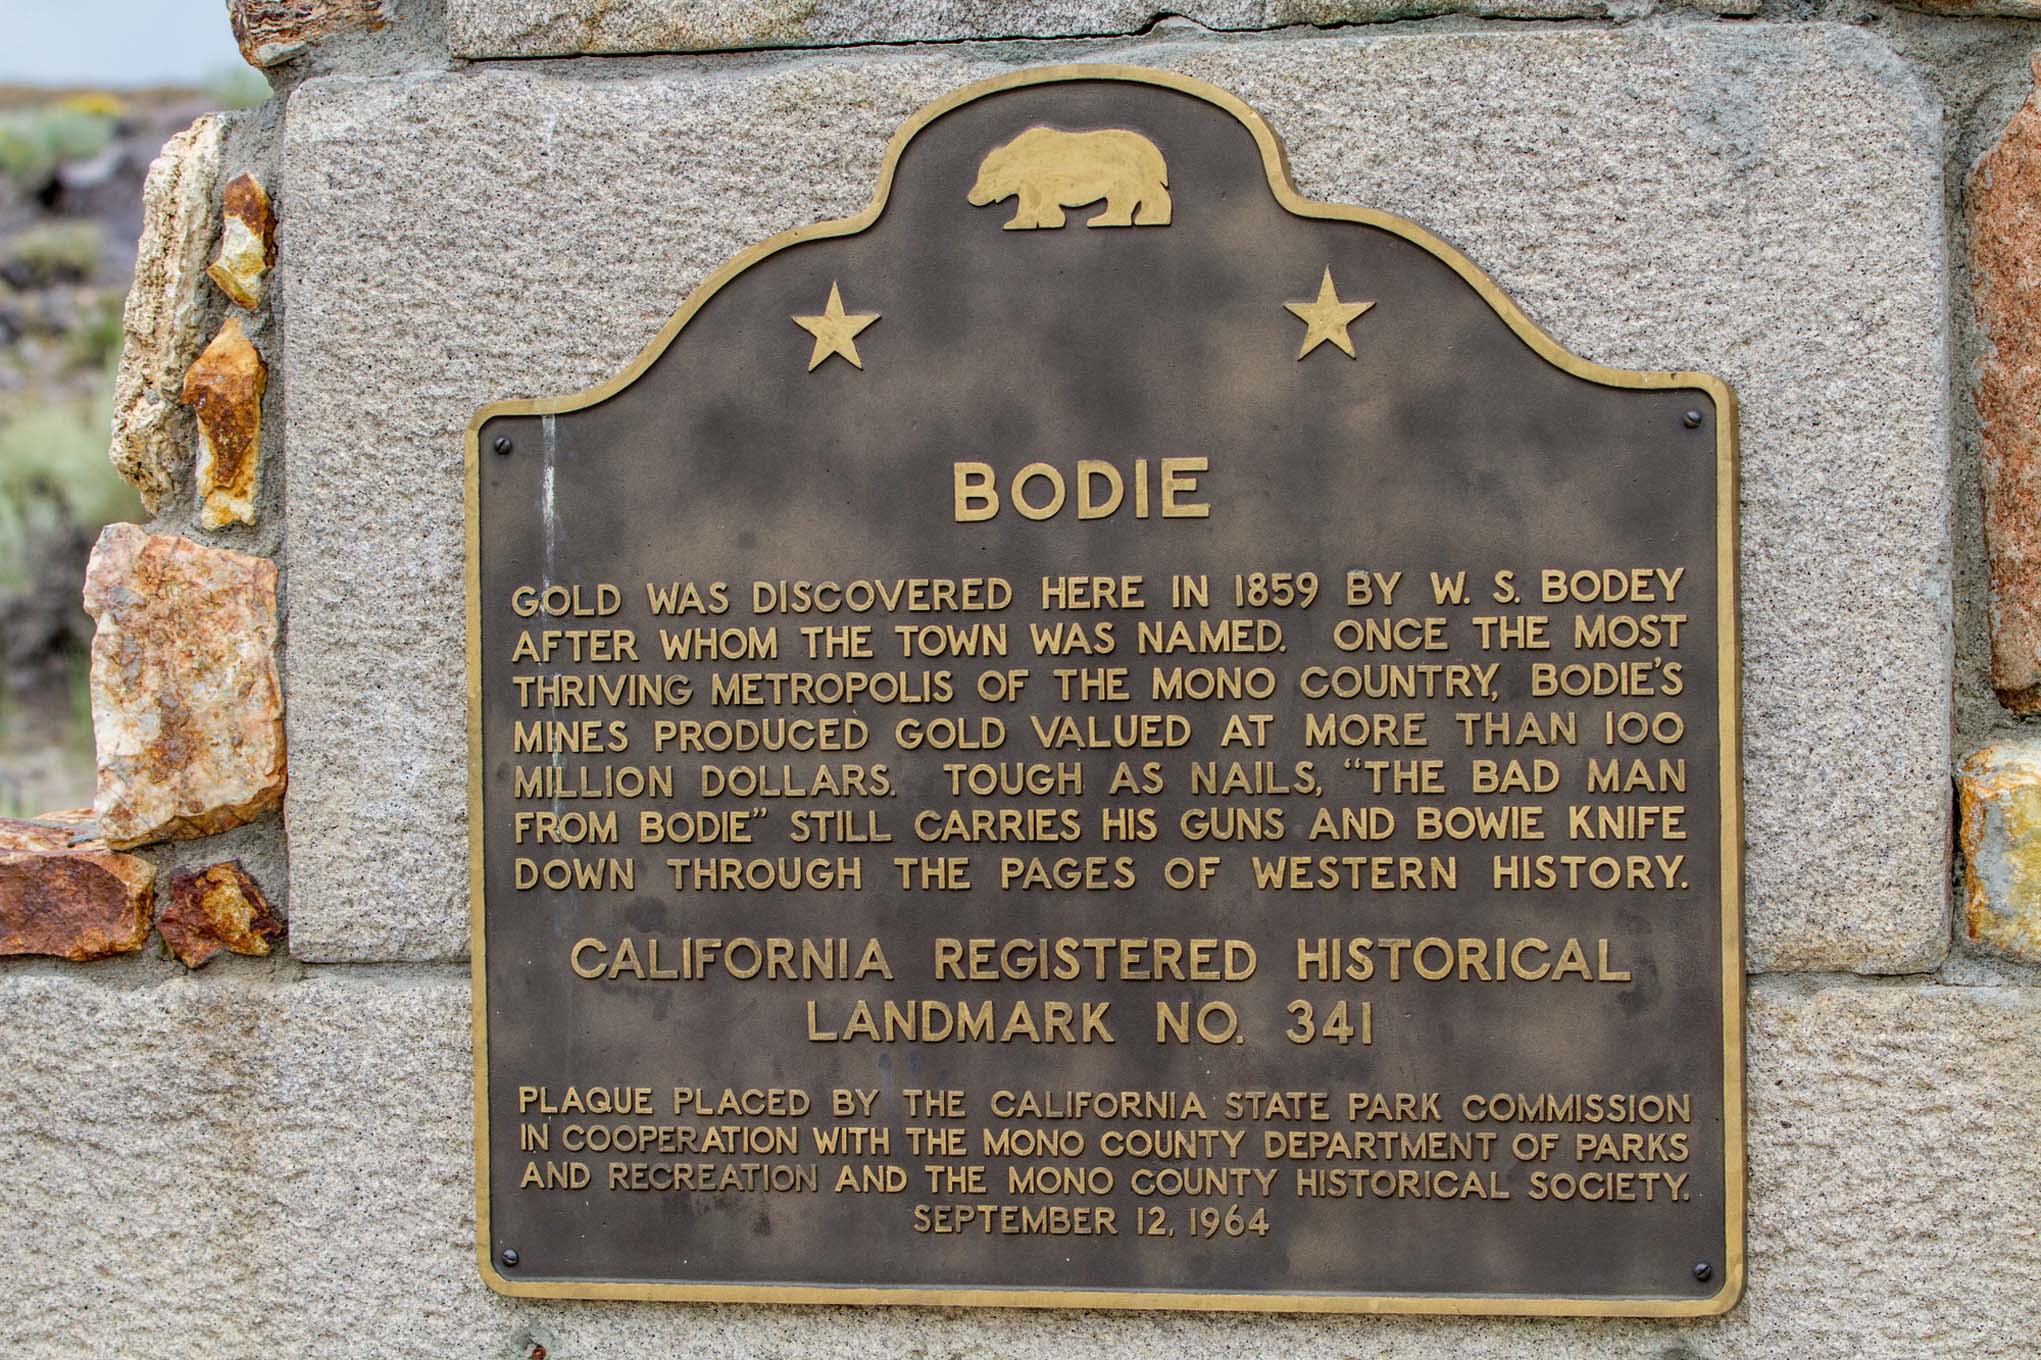 BODIE
GOLD WAS DISCOVERED HERE IN 1859 BY W. S. BODEY
AFTER WHOM THE TOWN WAS NAMED. ONCE THE MOST
THRIVING METROPOLIS OF THE MONO COUNTRY, BODIE'S
MINES PRODUCED GOLD VALUED AT MORE THAN 100
MILLION DOLLARS. TOUGH AS NAILS, "THE BAD MAN
FROM BODIE" STILL CARRIES HIS GUNS AND BOWIE KNIFE
DOWN THROUGH THE PAGES OF WESTERN HISTORY.
CALIFORNIA REGISTERED HISTORICAL
LANDMARK NO. 341
PLAQUE PLACED BY THE CALIFORNIA STATE PARK COMMISSION
IN COOPERATION WITH THE MONO COUNTY DEPARTMENT OF PARKS
AND RECREATION AND THE MONO COUNTY HISTORICAL SOCIETY.
SEPTEMBER 12, 1964